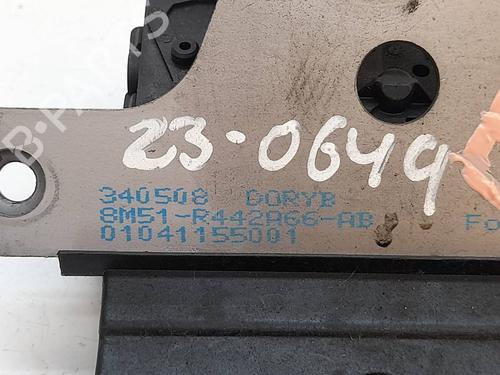 B-PARTS
23-0649
340508 DORYB
8M51-R442A66-AB
01041155001
Fo